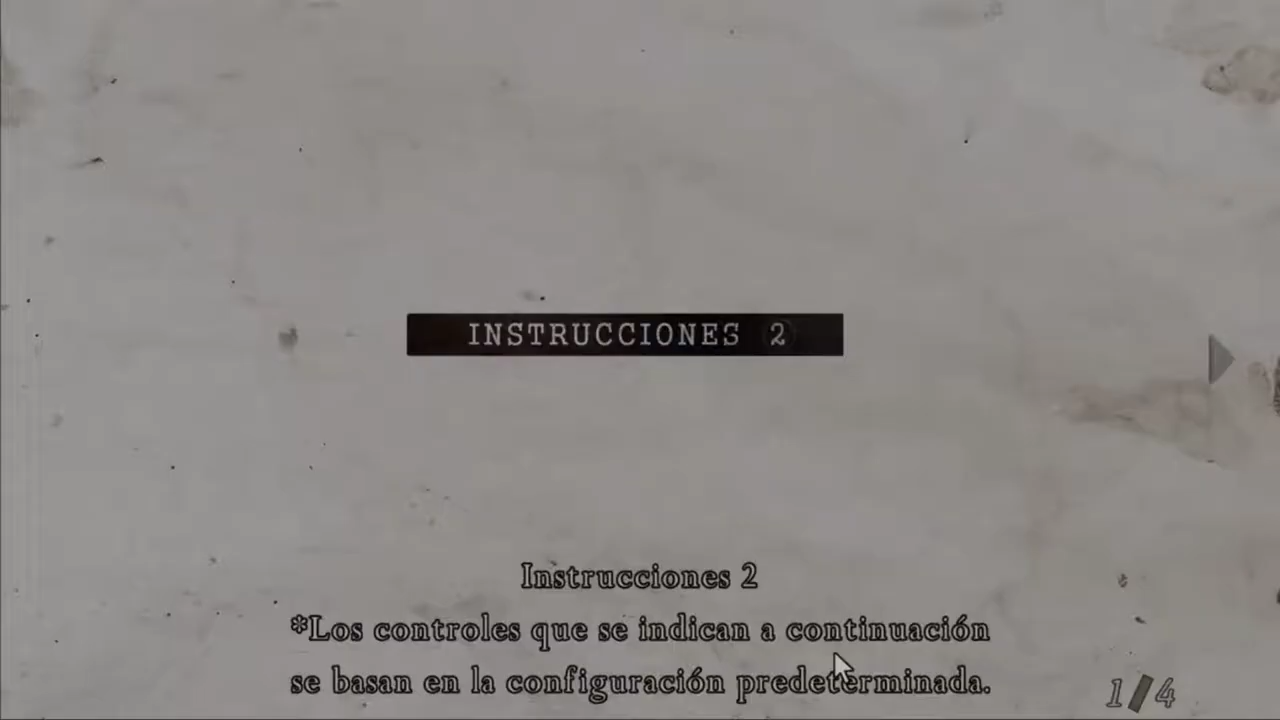 INSTRUCCIONES 2
Instrucciones 2
*Los controles que se indican a continuación
se basan en la configuración predeterminada.
1/4